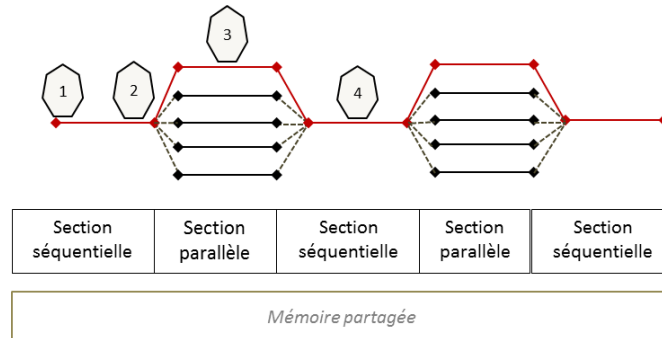 3
1
2
4
Section Section Section Section Section
séquentielle parallèle séquentielle parallèle séquentielle
Mémoire partagée